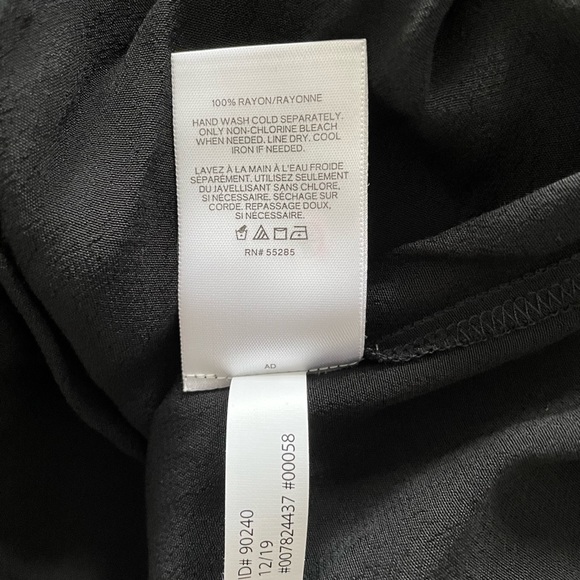 100% RAYON/RAYONNE
HAND WASH COLD SEPARATELY.
ONLY NON-CHLORINE BLEACH
WHEN NEEDED. LINE DRY. COOL
IRON IF NEEDED.
LAVEZ À LA MAIN À L'EAU FROIDE
SÉPARÉMENT. UTILISEZ SEULEMENT
DU JAVELLISANT SANS CHLORE,
SI NÉCESSAIRE. SÉCHAGE SUR
CORDE. REPASSAGE DOUX,
SI NÉCESSAIRE.
RN# 55285
AD
ID# 90240
12/19
#007824437 #00058